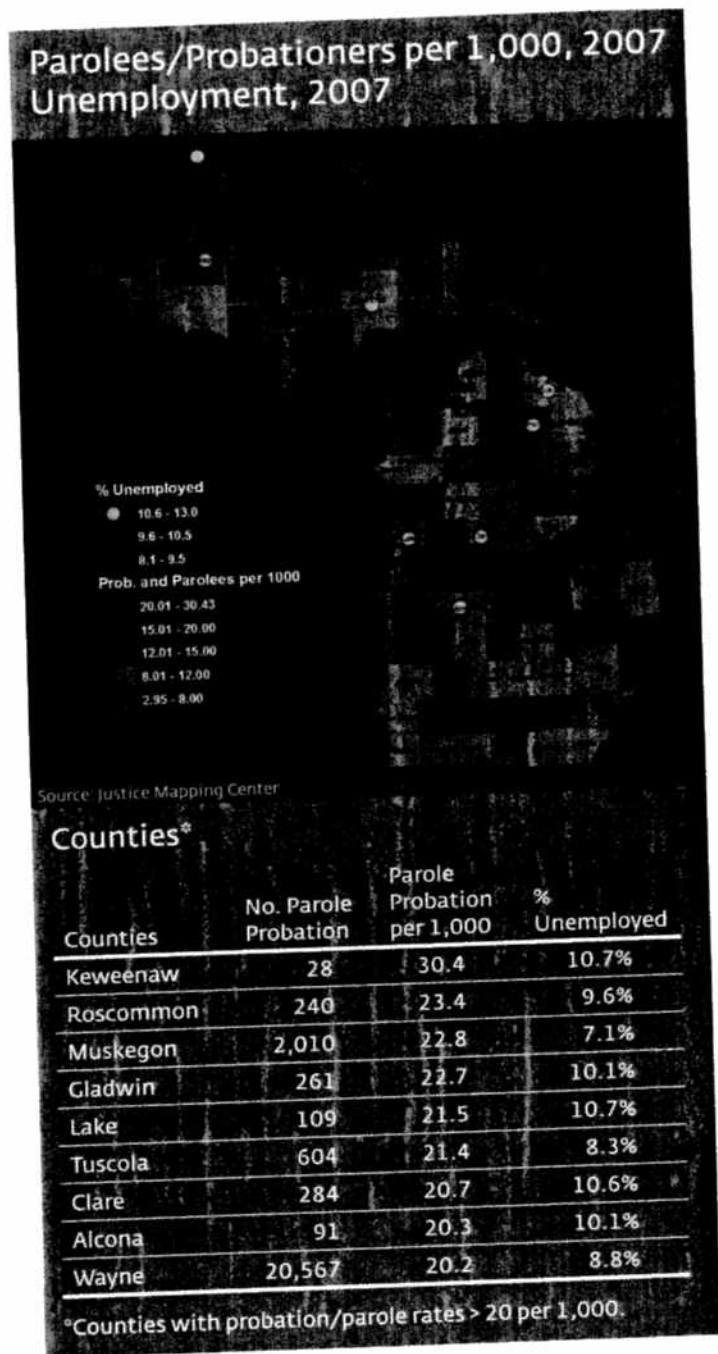 Parolees/Probationers per 1,000, 2007
Unemployment, 2007
% Unemployed
10.6 - 13.0
9.6 - 10.5
8.1 - 9.5
Prob. and Parolees per 1000
20.01 - 30.43
15.01 - 20.00
12.01 - 15.00
8.01 - 12.00
2.95 - 8.00
Source: Justice Mapping Center
Counties*
Counties No. Parole Probation Parole Probation per 1,000 % Unemployed
Keweenaw 28 30.4 10.7%
Roscommon 240 23.4 9.6%
Muskegon 2,010 22.8 7.1%
Gladwin 261 22.7 10.1%
Lake 109 21.5 10.7%
Tuscola 604 21.4 8.3%
Clare 284 20.7 10.6%
Alcona 91 20.3 10.1%
Wayne 20,567 20.2 8.8%
*Counties with probation/parole rates > 20 per 1,000.